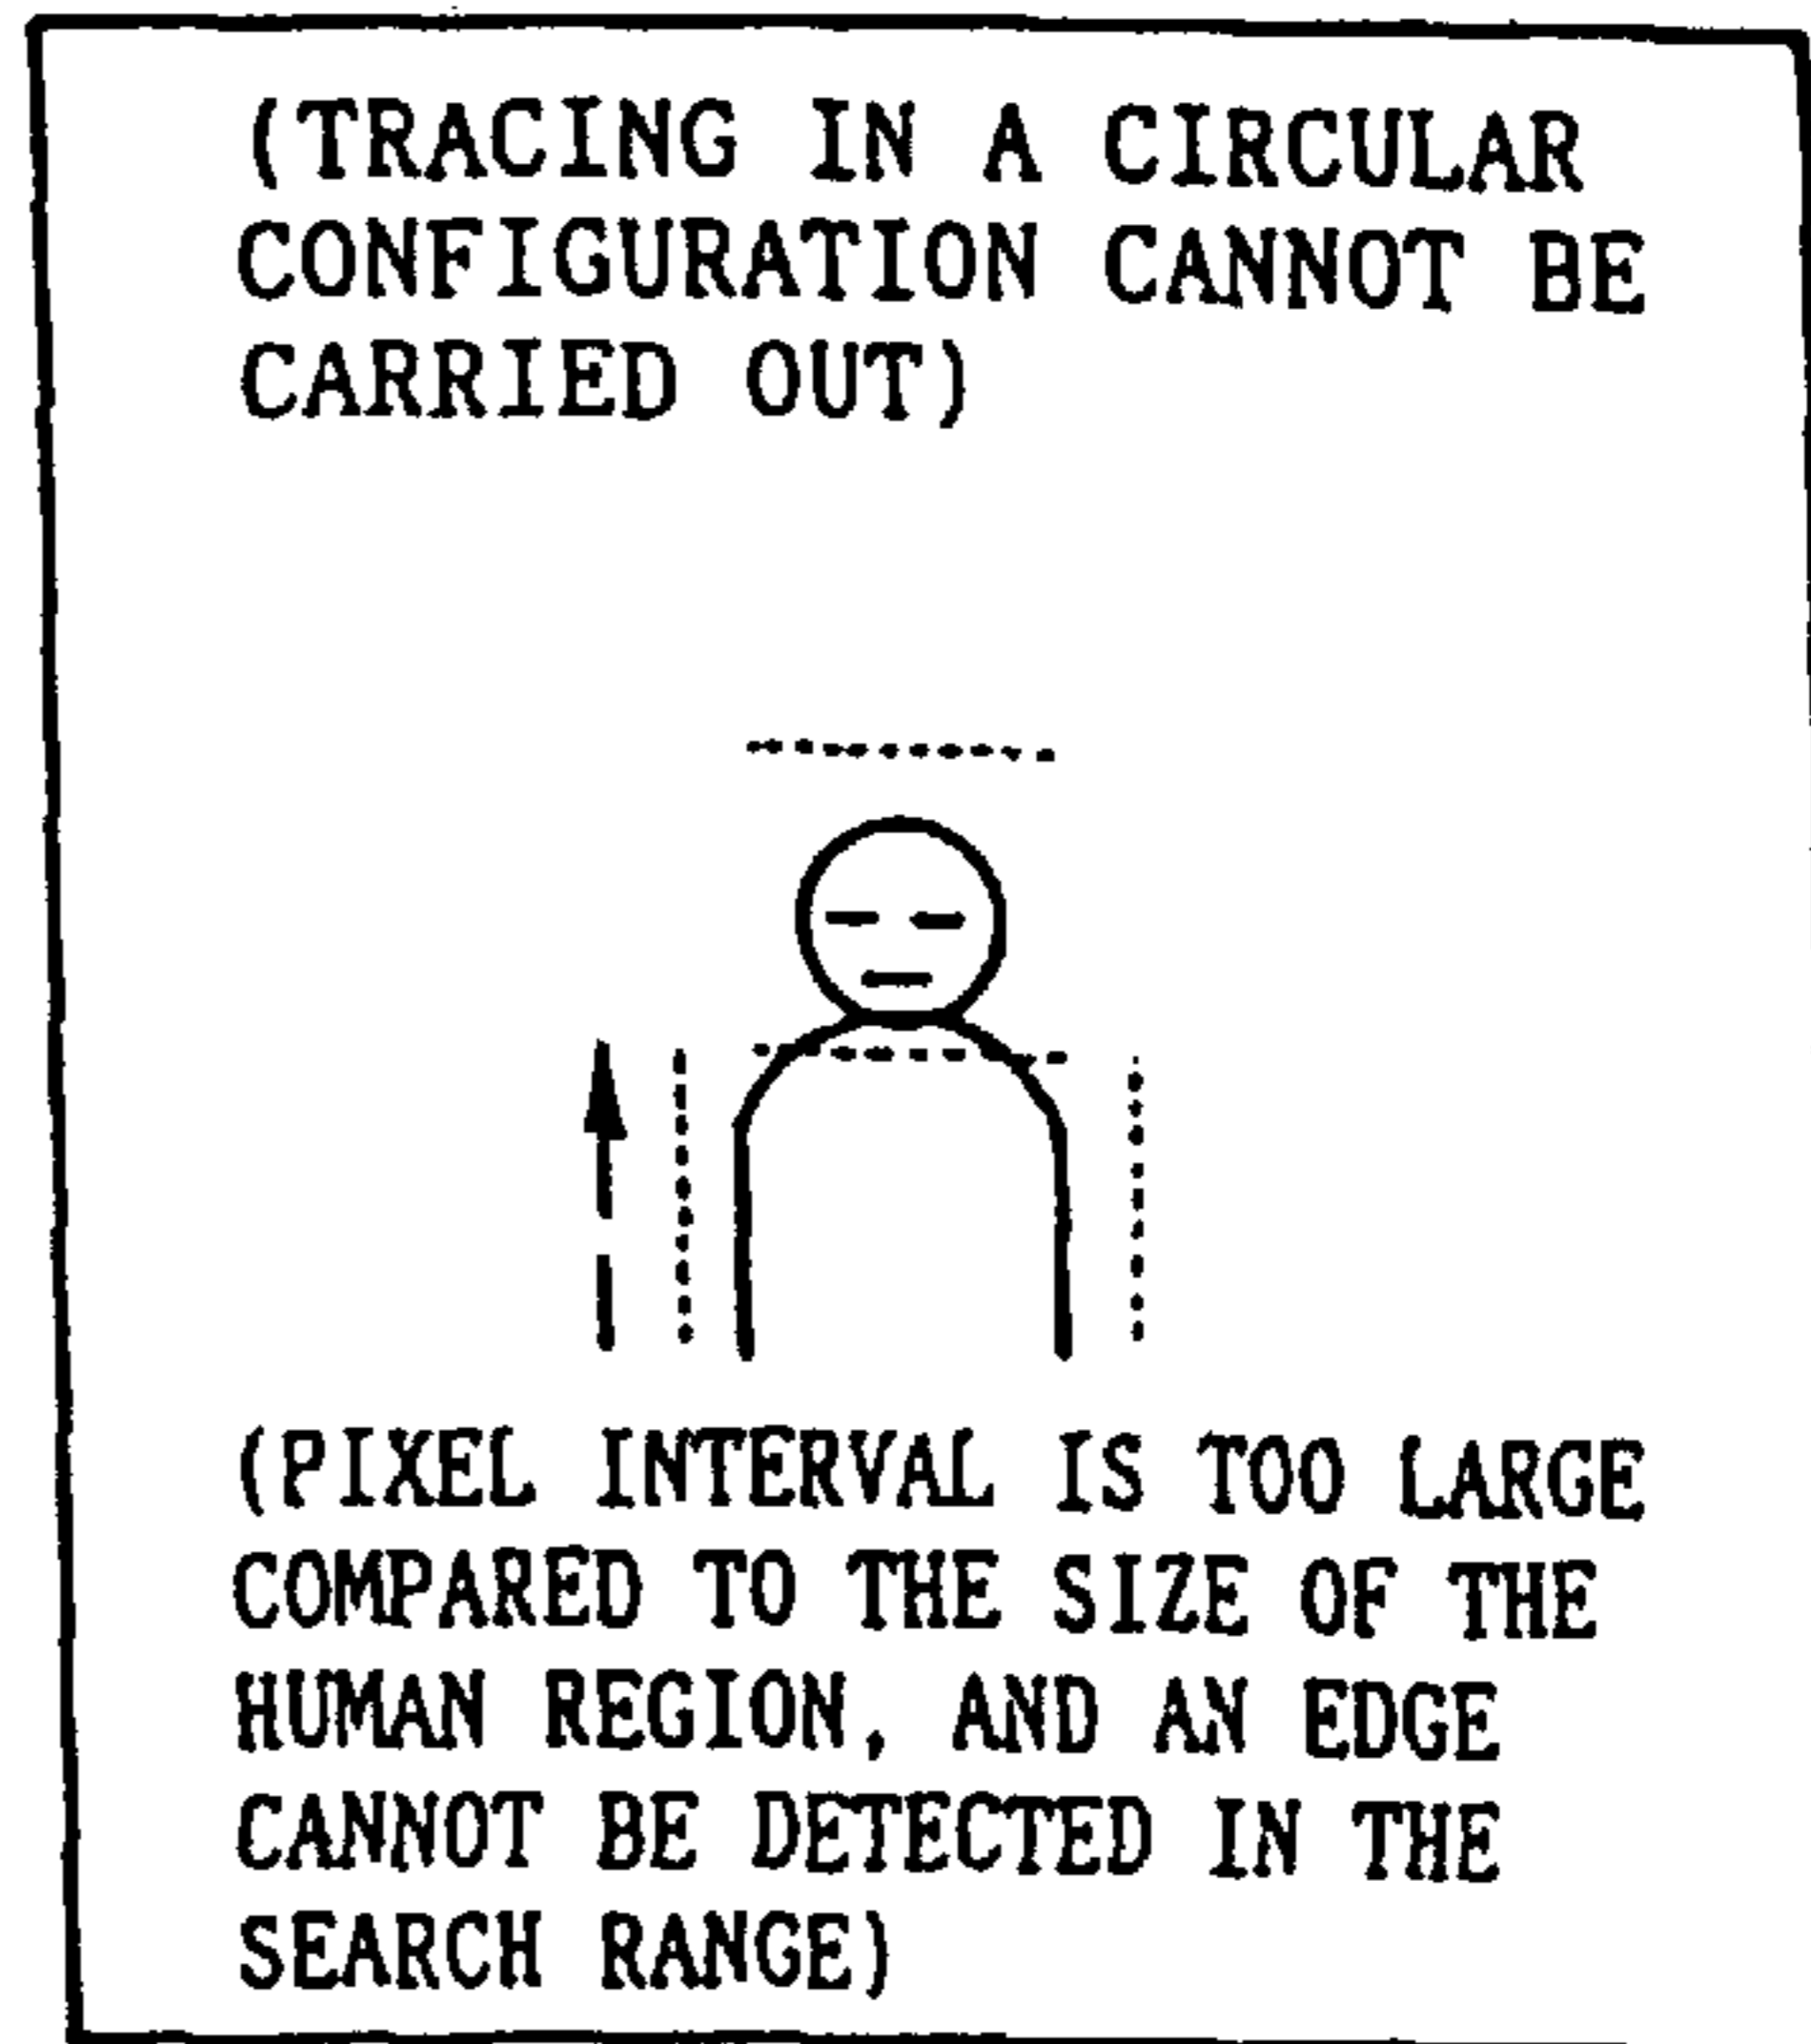 (TRACING IN A CIRCULAR
CONFIGURATION CANNOT BE
CARRIED OUT)
(PIXEL INTERVAL IS TOO LARGE
COMPARED TO THE SIZE OF THE
HUMAN REGION, AND AN EDGE
CANNOT BE DETECTED IN THE
SEARCH RANGE)